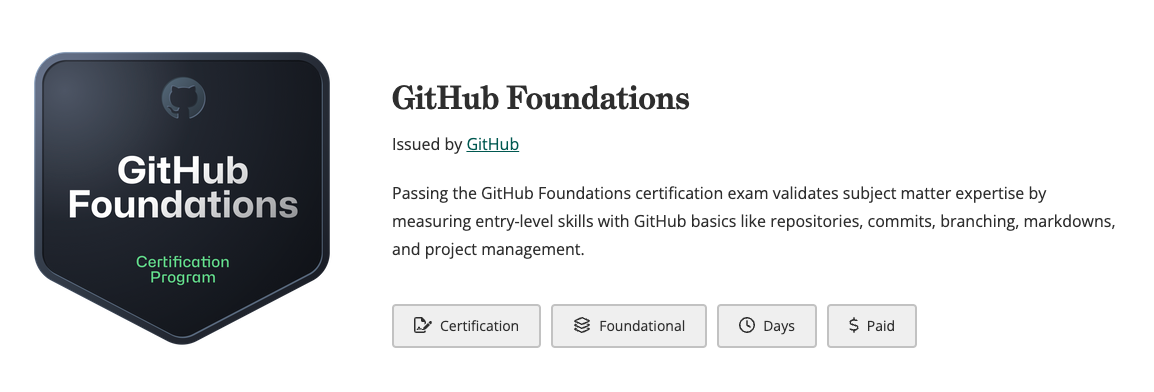 GitHub
Foundations
Certification
Program
GitHub Foundations
Issued by GitHub
Passing the GitHub Foundations certification exam validates subject matter expertise by
measuring entry-level skills with GitHub basics like repositories, commits, branching, markdowns,
and project management.
Certification
Foundational
Days
Paid